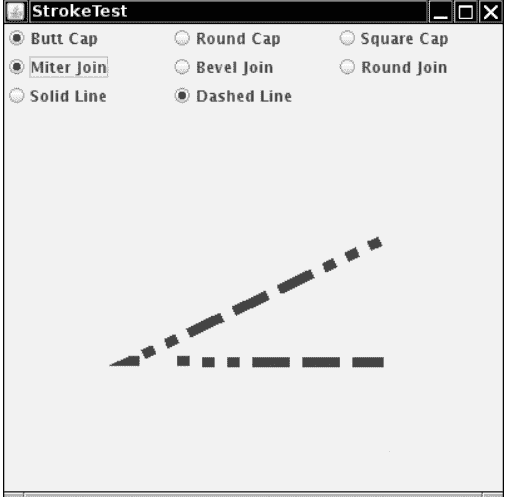 StrokeTest
Butt Cap Round Cap Square Cap
Miter Join Bevel Join Round Join
Solid Line Dashed Line